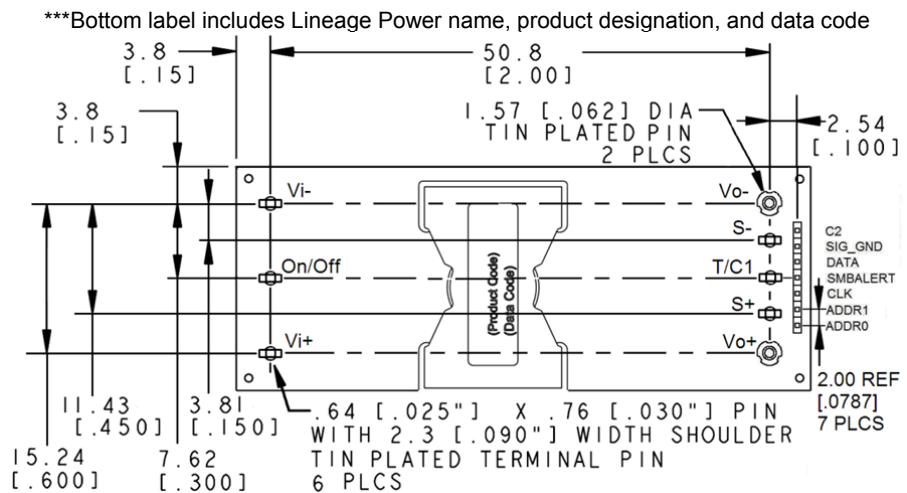 ***Bottom label includes Lineage Power name, product designation, and data code
3.8
[.15]
50.8
[2.00]
3.8
[.15]
1.57 [.062] DIA
TIN PLATED PIN
2 PLCS
2.54
[.100]
Vi-
Vo-
S-
C2
SIG_GND
On/Off
T/C1
DATA
SMBALERT
CLK
S+
ADDR1
ADDR0
(Product Code)
(Data Code)
Vi+
Vo+
2.00 REF
[.0787]
7 PLCS
11.43
[.450]
3.81
[.150]
.64 [.025"] X .76 [.030"] PIN
WITH 2.3 [.090"] WIDTH SHOULDER
TIN PLATED TERMINAL PIN
6 PLCS
15.24
[.600]
7.62
[.300]